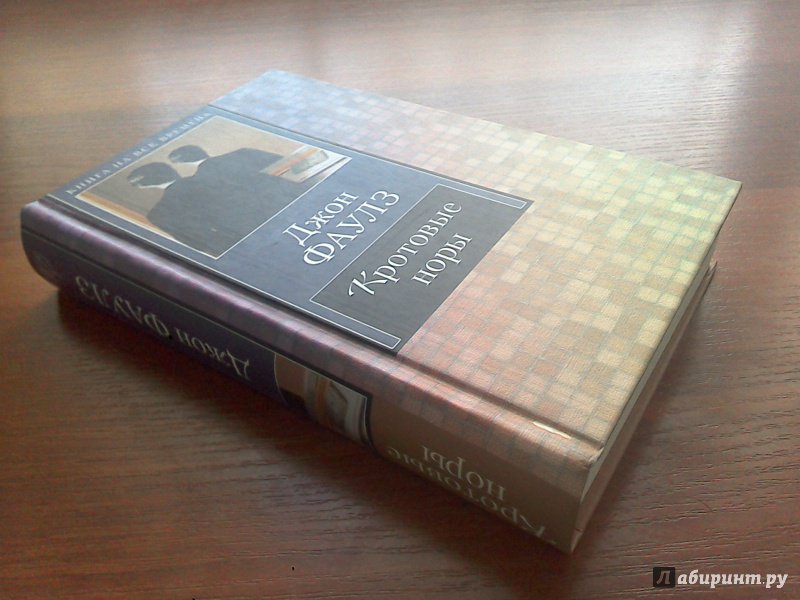 КНИГА НА ВСЕ ВРЕМЕНА
Джон
ФАУЛЗ
Кротовые
норы
Джон ФАУЛЗ
Кротовые
норы
Лабиринт.ру